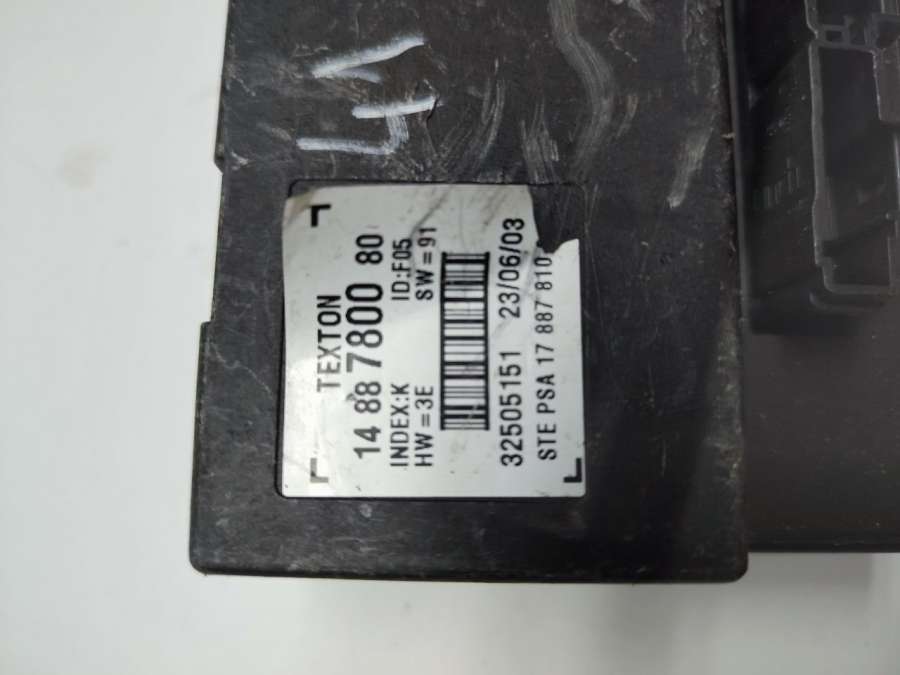 TEXTON
14 88 7800 80
INDEX:K ID:F05
HW=3E SW=91
32505151 23/06/03
STE PSA 17 887 810